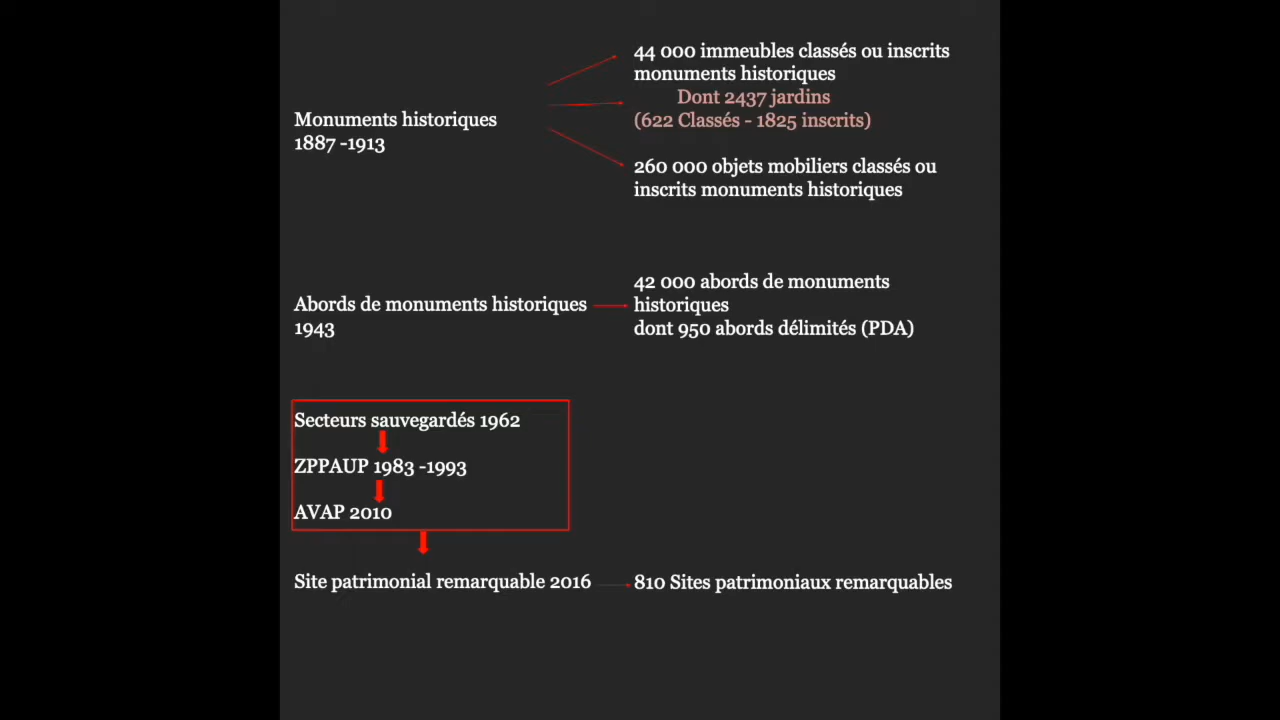 44 000 immeubles classés ou inscrits
monuments historiques
Dont 2437 jardins
(622 Classés - 1825 inscrits)
Monuments historiques
1887 -1913
260 000 objets mobiliers classés ou
inscrits monuments historiques
42 000 abords de monuments
historiques
dont 950 abords délimités (PDA)
Abords de monuments historiques
1943
Secteurs sauvegardés 1962
ZPPAUP 1983 -1993
AVAP 2010
Site patrimonial remarquable 2016
810 Sites patrimoniaux remarquables